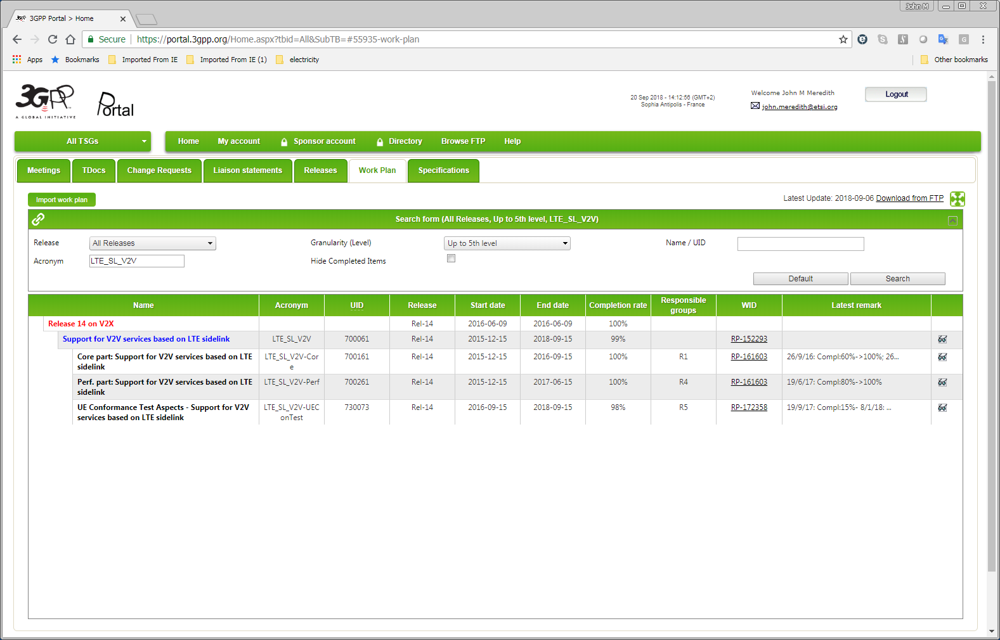 John M
3GPP Portal > Home
Secure https://portal.3gpp.org/Home.aspx?tbid=All&SubTB=#55935-work-plan
Apps Bookmarks Imported From IE Imported From IE (1) electricity Other bookmarks
3GPP
A GLOBAL INITIATIVE
Portal
20 Sep 2018 - 14:12:56 (GMT+2)
Sophia Antipolis - France
Welcome John M Meredith
john.meredith@etsi.org
Logout
All TSGs
Home My account Sponsor account Directory Browse FTP Help
Meetings TDocs Change Requests Liaison statements Releases Work Plan Specifications
Import work plan
Latest Update: 2018-09-06 Download from FTP
Search form (All Releases, Up to 5th level, LTE_SL_V2V)
Release All Releases Granularity (Level) Up to 5th level Name / UID
Acronym LTE_SL_V2V Hide Completed Items
Default Search
Name Acronym UID Release Start date End date Completion rate Responsible groups WID Latest remark
Release 14 on V2X Rel-14 2016-06-09 2016-06-09 100%
Support for V2V services based on LTE sidelink LTE_SL_V2V 700061 Rel-14 2015-12-15 2018-09-15 99% RP-152293
Core part: Support for V2V services based on LTE LTE_SL_V2V-Cor 700161 Rel-14 2015-12-15 2016-09-15 100% R1 RP-161603 26/9/16: Compl:60%->100%; 26...
sidelink e
Perf. part: Support for V2V services based on LTE LTE_SL_V2V-Perf 700261 Rel-14 2015-12-15 2017-06-15 100% R4 RP-161603 19/6/17: Compl:80%->100%
sidelink
UE Conformance Test Aspects - Support for V2V LTE_SL_V2V-UEC 730073 Rel-14 2016-09-15 2018-09-15 98% R5 RP-172358 19/9/17: Compl:15%- 8/1/18: ...
services based on LTE sidelink onTest